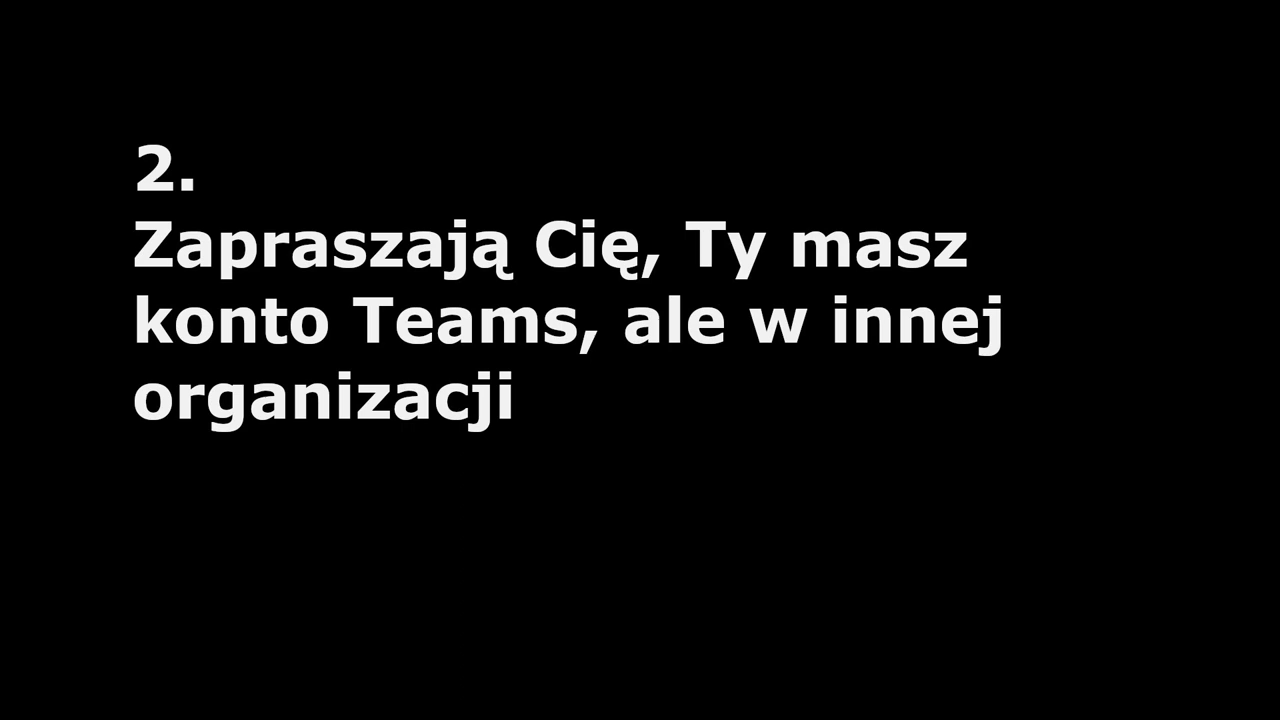 2.
Zapraszają Cię, Ty masz
konto Teams, ale w innej
organizacji